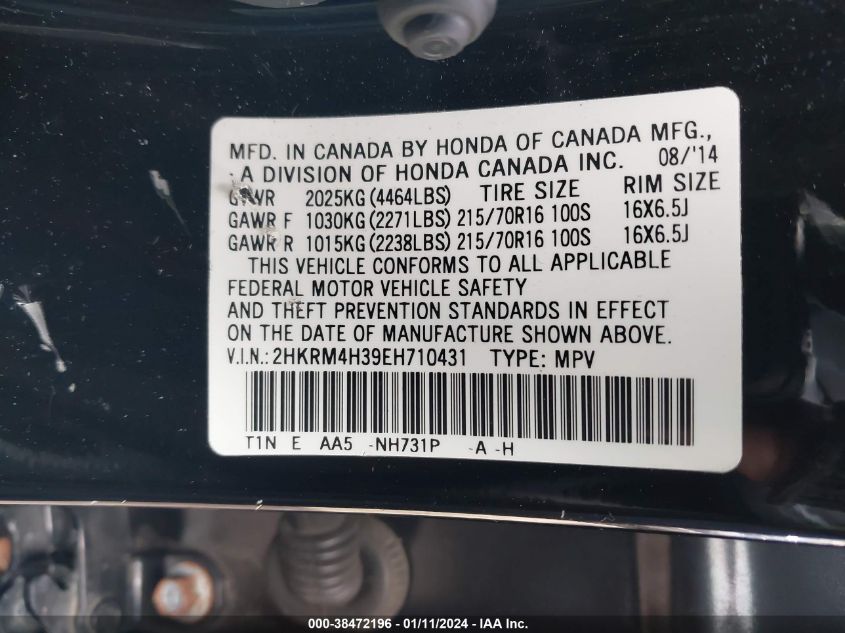 MFD. IN CANADA BY HONDA OF CANADA MFG.,
A DIVISION OF HONDA CANADA INC. 08/'14
GVWR 2025KG (4464LBS) TIRE SIZE RIM SIZE
GAWR F 1030KG (2271LBS) 215/70R16 100S 16X6.5J
GAWR R 1015KG (2238LBS) 215/70R16 100S 16X6.5J
THIS VEHICLE CONFORMS TO ALL APPLICABLE
FEDERAL MOTOR VEHICLE SAFETY
AND THEFT PREVENTION STANDARDS IN EFFECT
ON THE DATE OF MANUFACTURE SHOWN ABOVE.
V.I.N.: 2HKRM4H39EH710431 TYPE: MPV
T1N E AA5 -NH731P -A -H
000-38472196 - 01/11/2024 - IAA Inc.